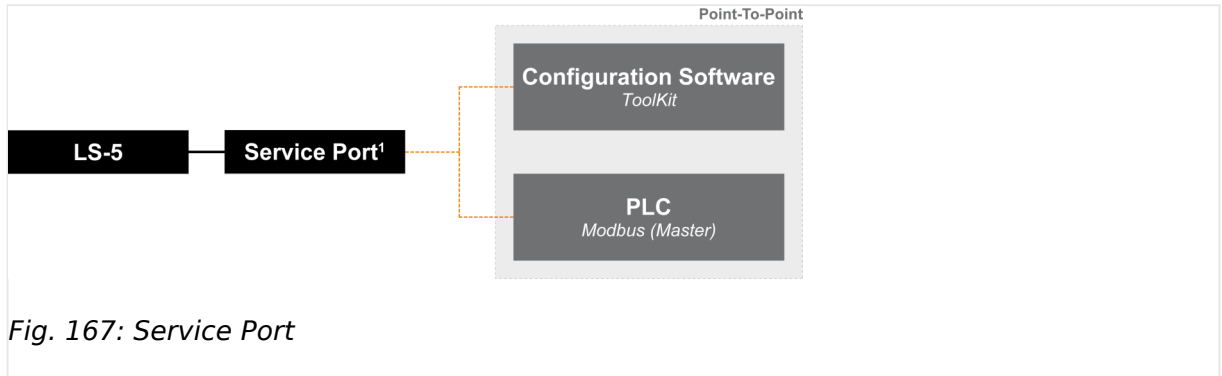 Point-To-Point
Configuration Software
ToolKit
LS-5
Service Port¹
PLC
Modbus (Master)
Fig. 167: Service Port